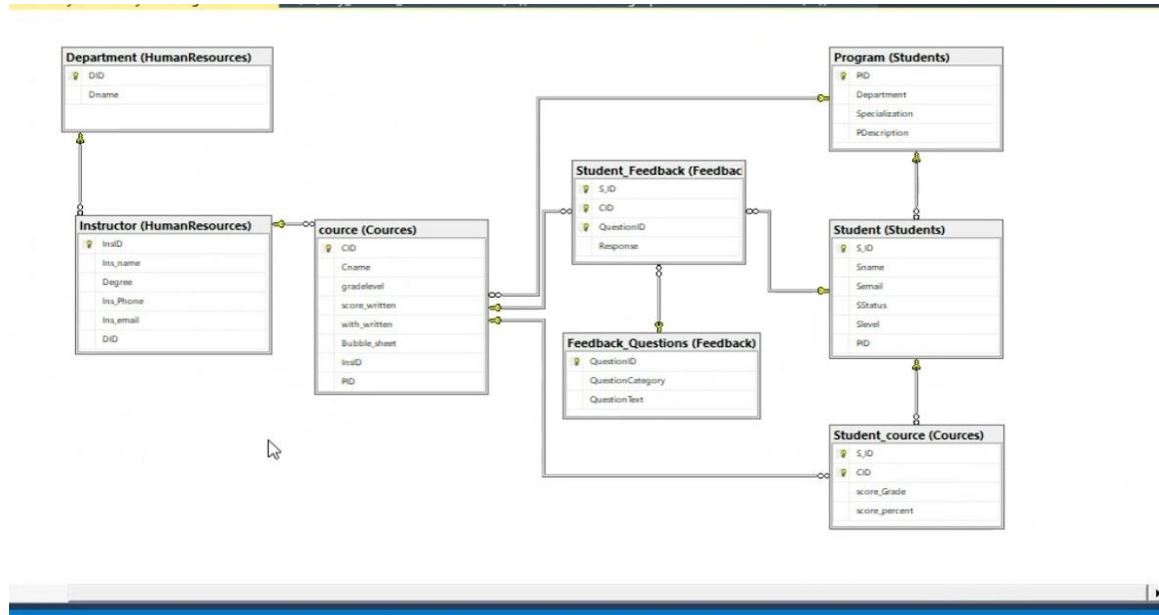 Department (HumanResources)
DID
Dname
Instructor (HumanResources)
InsID
Ins_name
Degree
Ins_Phone
Ins_email
DID
cource (Cources)
CID
Cname
gradelevel
score_written
with_written
Bubble_sheet
InsID
PID
Student_Feedback (Feedbac
S_ID
CID
QuestionID
Response
Feedback_Questions (Feedback)
QuestionID
QuestionCategory
QuestionText
Program (Students)
PID
Department
Specialization
PDescription
Student (Students)
S_ID
Sname
Semail
SStatus
Slevel
PID
Student_cource (Cources)
S_ID
CID
score_Grade
score_percent